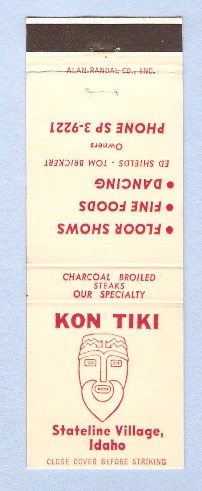 ALAN-RANDAL CO., INC.
• FLOOR SHOWS
• FINE FOODS
• DANCING
ED SHIELDS - TOM BRICKERT
Owners
PHONE SP 3-9221
CHARCOAL BROILED
STEAKS
OUR SPECIALTY
KON TIKI
Stateline Village,
Idaho
CLOSE COVER BEFORE STRIKING